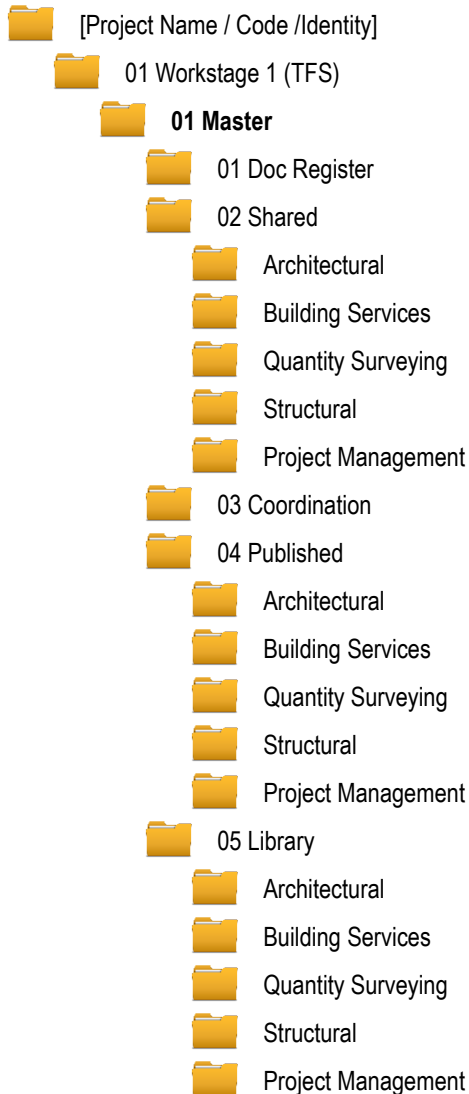 [Project Name / Code /Identity]
01 Workstage 1 (TFS)
01 Master
01 Doc Register
02 Shared
Architectural
Building Services
Quantity Surveying
Structural
Project Management
03 Coordination
04 Published
Architectural
Building Services
Quantity Surveying
Structural
Project Management
05 Library
Architectural
Building Services
Quantity Surveying
Structural
Project Management